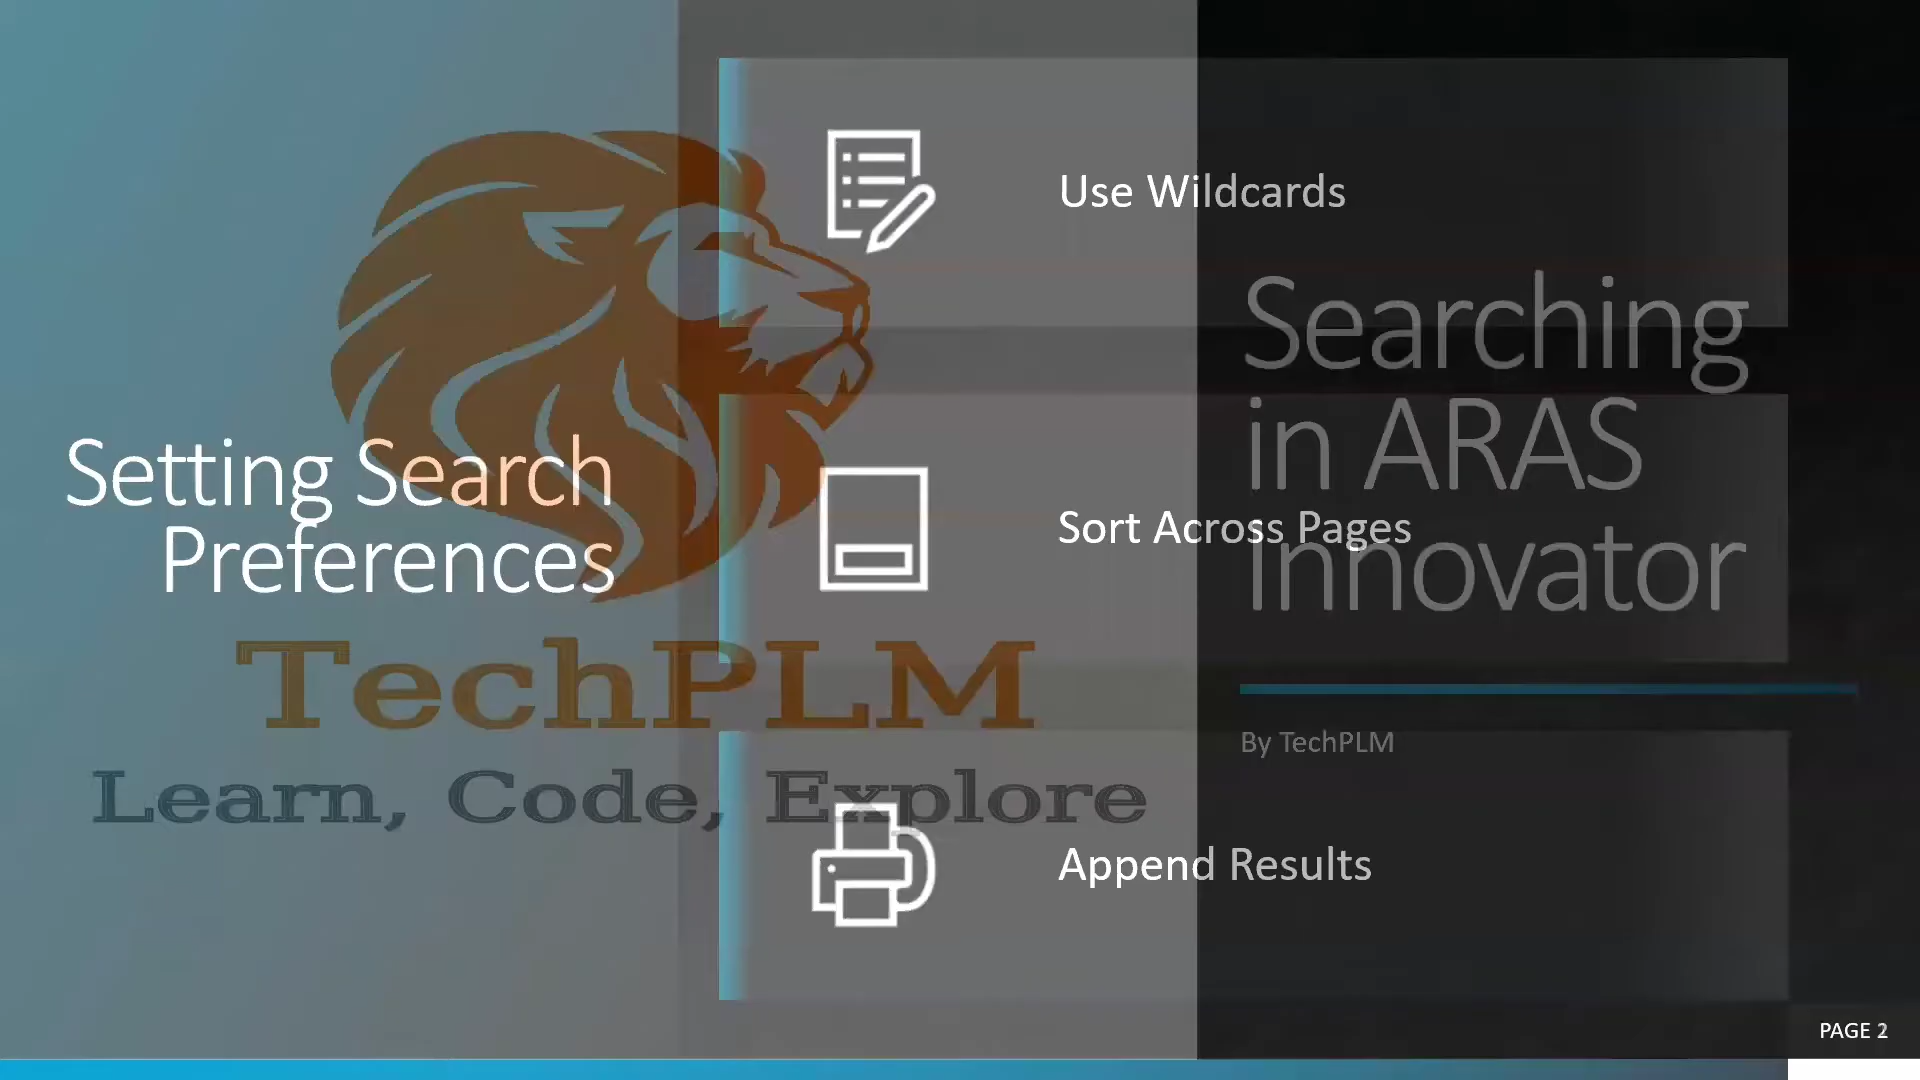 Setting Search
Preferences
Use Wildcards
Sort Across Pages
Append Results
Searching
in ARAS
Innovator
By TechPLM
TechPLM
Learn, Code, Explore
PAGE 2